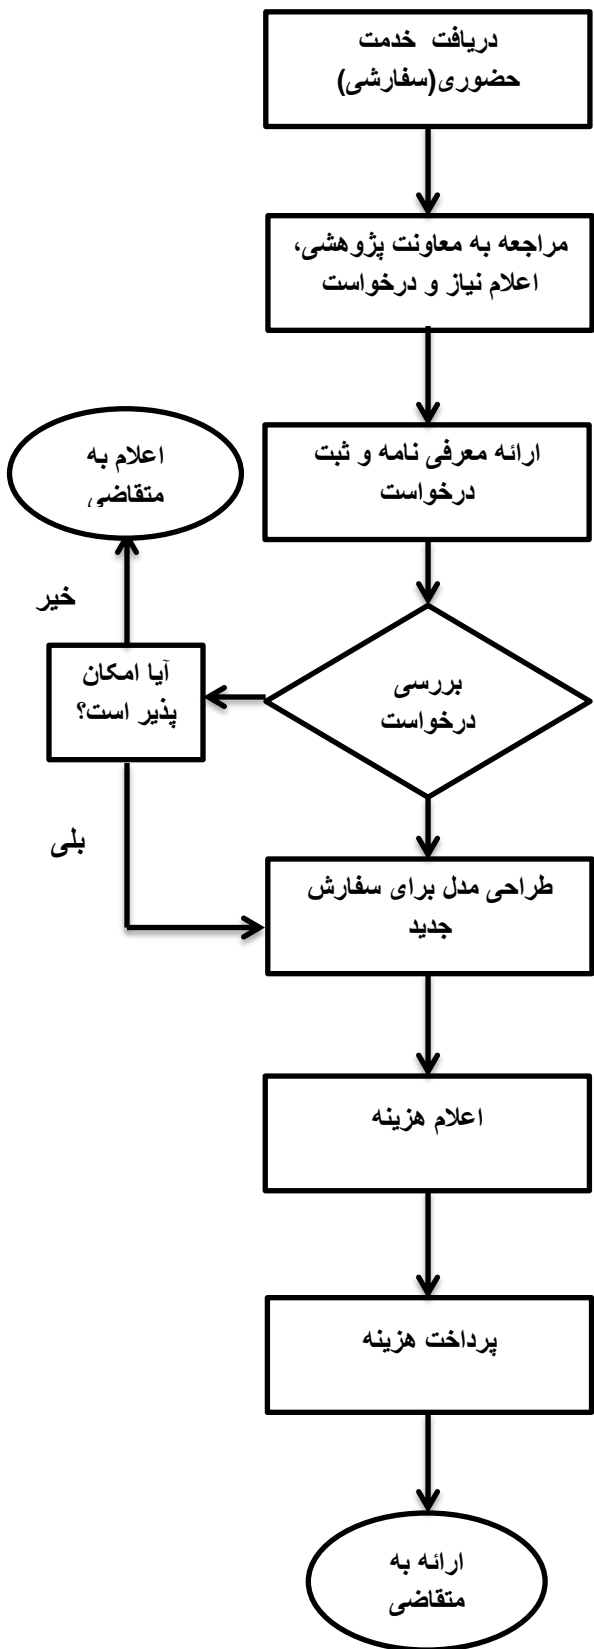 دریافت خدمت
حضوری(سفارشی)
مراجعه به معاونت پژوهشی،
اعلام نیاز و درخواست
ارائه معرفی نامه و ثبت
درخواست
اعلام به
متقاضی
خیر
بررسی
درخواست
آیا امکان
پذیر است؟
بلی
طراحی مدل برای سفارش
جدید
اعلام هزینه
پرداخت هزینه
ارائه به
متقاضی